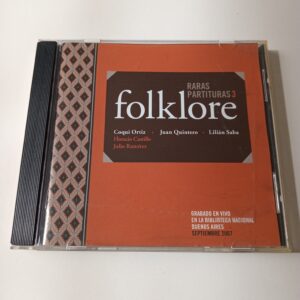 RARAS
PARTITURAS 3
folklore
Coqui Ortiz · Juan Quintero · Lilián Saba
Horacio Castillo
Julio Ramírez
GRABADO EN VIVO
EN LA BIBLIOTECA NACIONAL
BUENOS AIRES
SEPTIEMBRE 2007